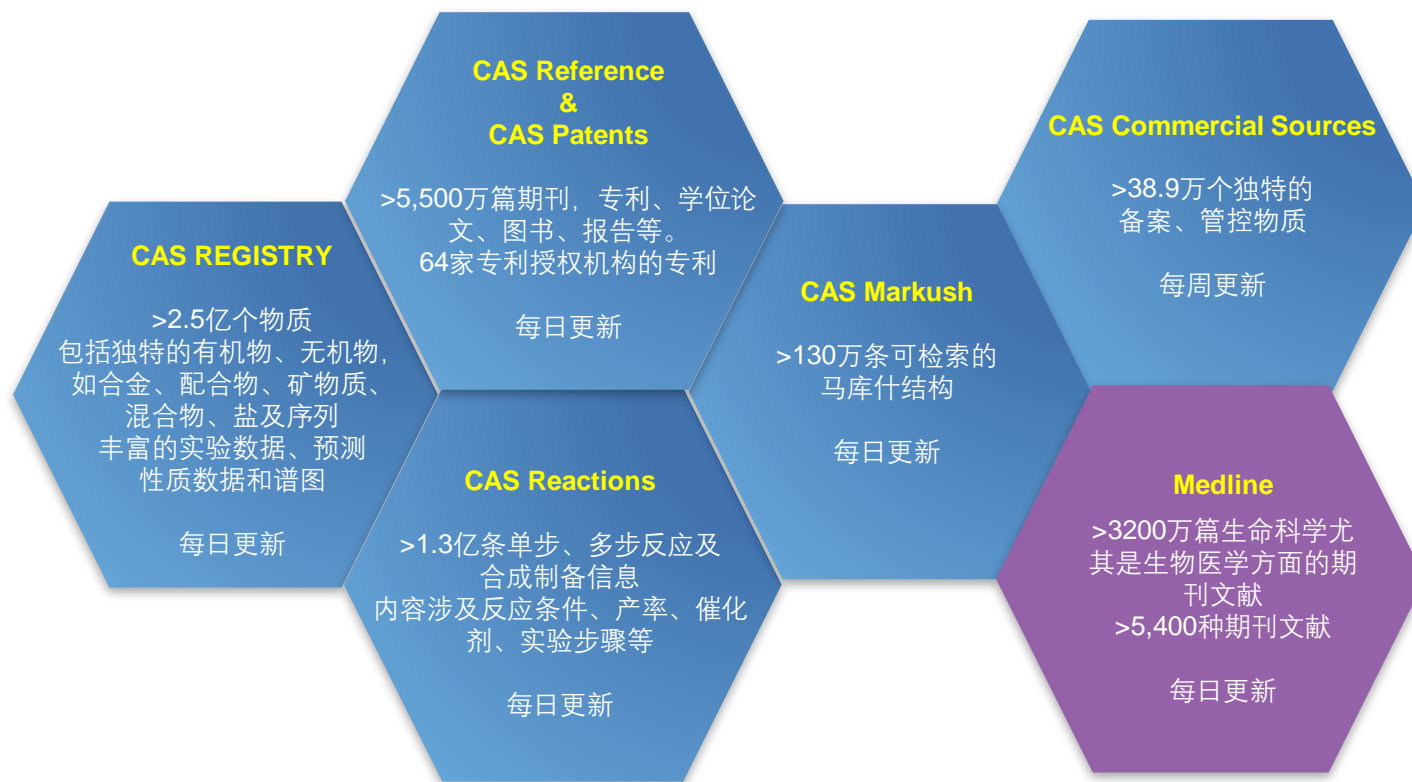 CAS REGISTRY
>2.5亿个物质
包括独特的有机物、无机物,
如合金、配合物、矿物质、
混合物、盐及序列
丰富的实验数据、预测
性质数据和谱图
每日更新
CAS Reference
&
CAS Patents
>5,500万篇期刊,专利、学位论
文、图书、报告等。
64家专利授权机构的专利
每日更新
CAS Reactions
>1.3亿条单步、多步反应及
合成制备信息
内容涉及反应条件、产率、催化
剂、实验步骤等
每日更新
CAS Markush
>130万条可检索的
马库什结构
每日更新
CAS Commercial Sources
>38.9万个独特的
备案、管控物质
每周更新
Medline
>3200万篇生命科学尤
其是生物医学方面的期
刊文献
>5,400种期刊文献
每日更新